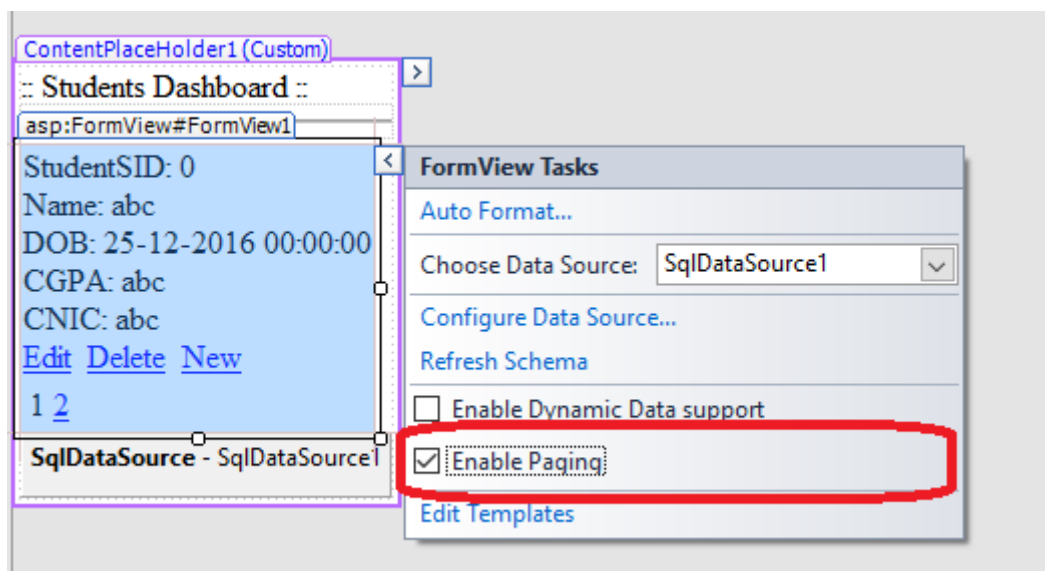 ContentPlaceHolder1 (Custom)
:: Students Dashboard ::
asp:FormView#FormView1
StudentSID: 0
Name: abc
DOB: 25-12-2016 00:00:00
CGPA: abc
CNIC: abc
Edit Delete New
1 2
SqlDataSource - SqlDataSource1
FormView Tasks
Auto Format...
Choose Data Source: SqlDataSource1
Configure Data Source...
Refresh Schema
Enable Dynamic Data support
Enable Paging
Edit Templates